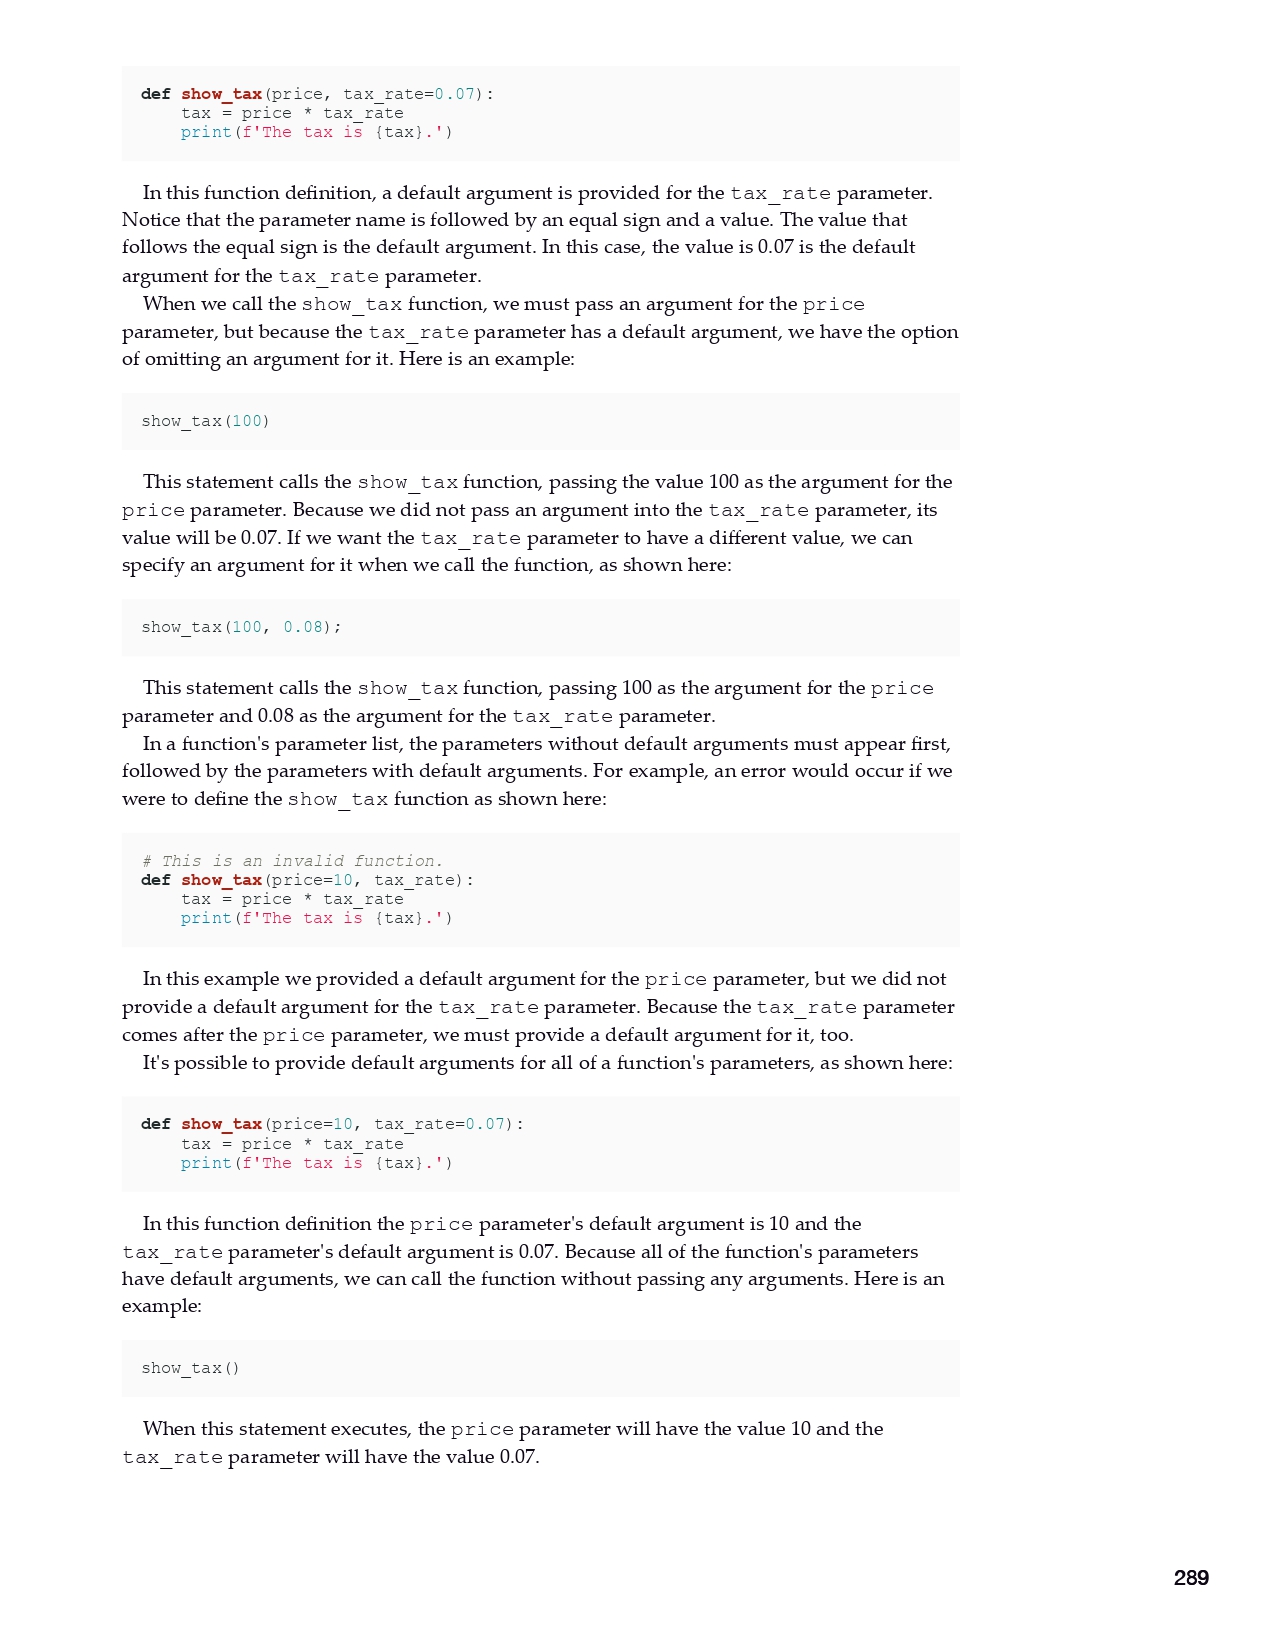 def show_tax(price, tax_rate=0.07):
    tax = price * tax_rate
    print(f'The tax is {tax}.')
In this function definition, a default argument is provided for the tax_rate parameter.
Notice that the parameter name is followed by an equal sign and a value. The value that
follows the equal sign is the default argument. In this case, the value is 0.07 is the default
argument for the tax_rate parameter.
When we call the show_tax function, we must pass an argument for the price
parameter, but because the tax_rate parameter has a default argument, we have the option
of omitting an argument for it. Here is an example:
show_tax(100)
This statement calls the show_tax function, passing the value 100 as the argument for the
price parameter. Because we did not pass an argument into the tax_rate parameter, its
value will be 0.07. If we want the tax_rate parameter to have a different value, we can
specify an argument for it when we call the function, as shown here:
show_tax(100, 0.08);
This statement calls the show_tax function, passing 100 as the argument for the price
parameter and 0.08 as the argument for the tax_rate parameter.
In a function's parameter list, the parameters without default arguments must appear first,
followed by the parameters with default arguments. For example, an error would occur if we
were to define the show_tax function as shown here:
# This is an invalid function.
def show_tax(price=10, tax_rate):
    tax = price * tax_rate
    print(f'The tax is {tax}.')
In this example we provided a default argument for the price parameter, but we did not
provide a default argument for the tax_rate parameter. Because the tax_rate parameter
comes after the price parameter, we must provide a default argument for it, too.
It's possible to provide default arguments for all of a function's parameters, as shown here:
def show_tax(price=10, tax_rate=0.07):
    tax = price * tax_rate
    print(f'The tax is {tax}.')
In this function definition the price parameter's default argument is 10 and the
tax_rate parameter's default argument is 0.07. Because all of the function's parameters
have default arguments, we can call the function without passing any arguments. Here is an
example:
show_tax()
When this statement executes, the price parameter will have the value 10 and the
tax_rate parameter will have the value 0.07.
289